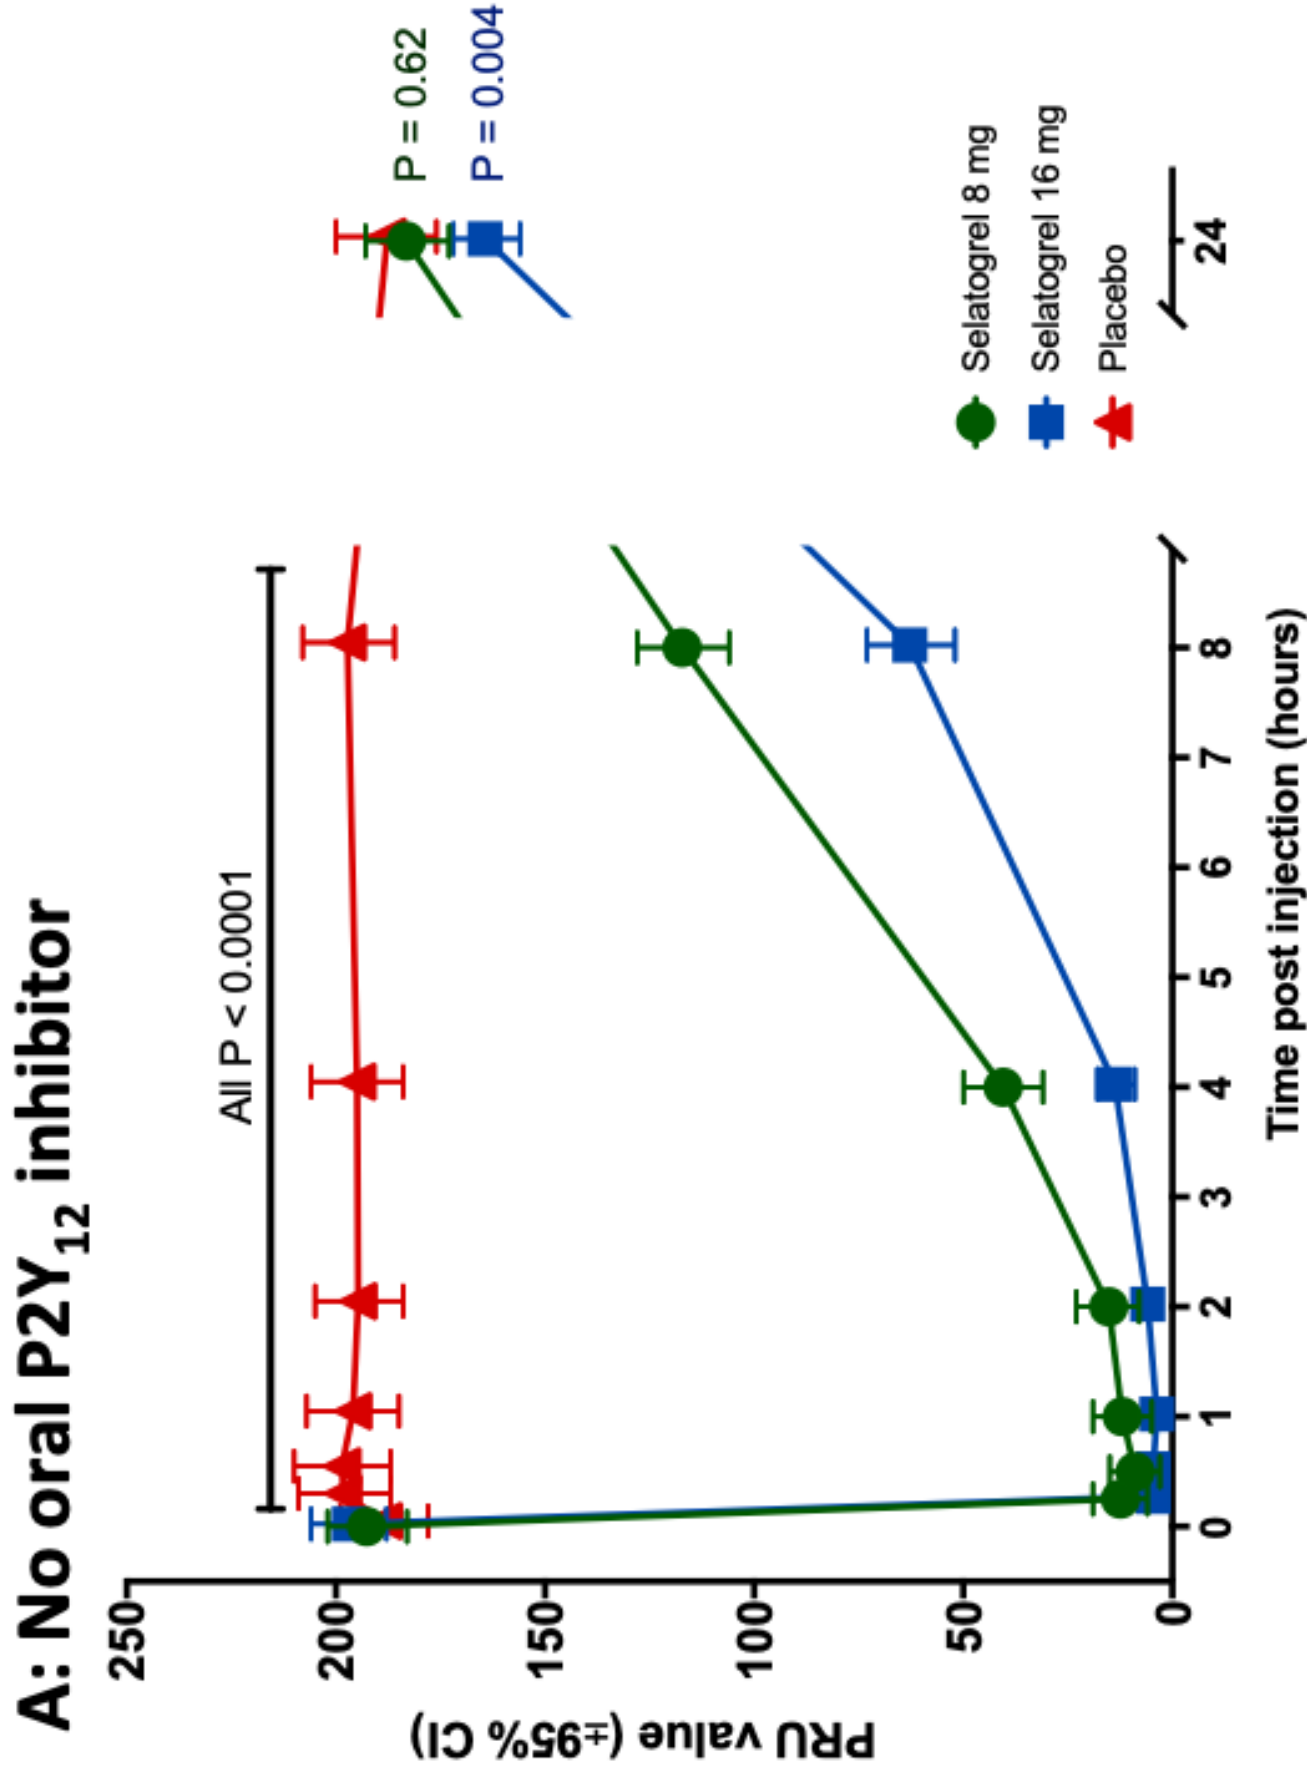 A: No oral P2Y₁₂ inhibitor
All P < 0.0001
P = 0.62
P = 0.004
PRU value (±95% CI)
250
200
150
100
50
0
0 1 2 3 4 5 6 7 8 24
Time post injection (hours)
Selatogrel 8 mg
Selatogrel 16 mg
Placebo